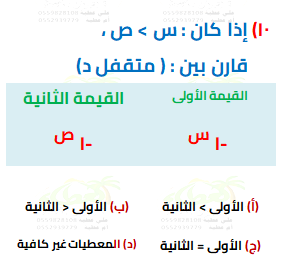 ١٠) إذا كان : س > ص ،
قارن بين : ( متقفل د)
القيمة الأولى
القيمة الثانية
س -١
ص -١
(أ) الأولى > الثانية
(ب) الأولى < الثانية
(ج) الأولى = الثانية
(د) المعطيات غير كافية